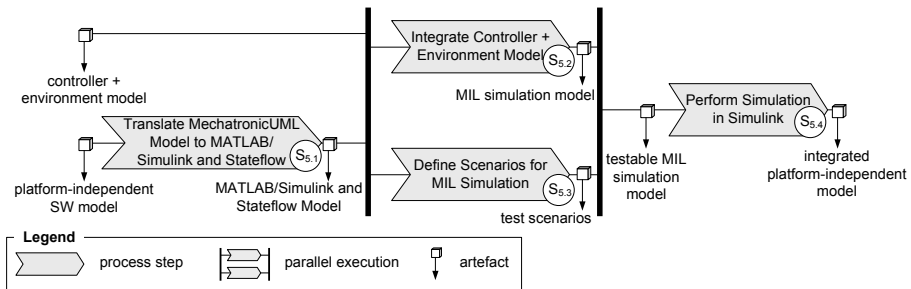 controller +
environment model
Translate MechatronicUML
Model to MATLAB/
Simulink and Stateflow
S5.1
platform-independent
SW model
MATLAB/Simulink and
Stateflow Model
Integrate Controller +
Environment Model
S5.2
MIL simulation model
Define Scenarios for
MIL Simulation
S5.3
test scenarios
testable MIL
simulation model
Perform Simulation
in Simulink
S5.4
integrated
platform-independent
model
Legend
process step
parallel execution
artefact